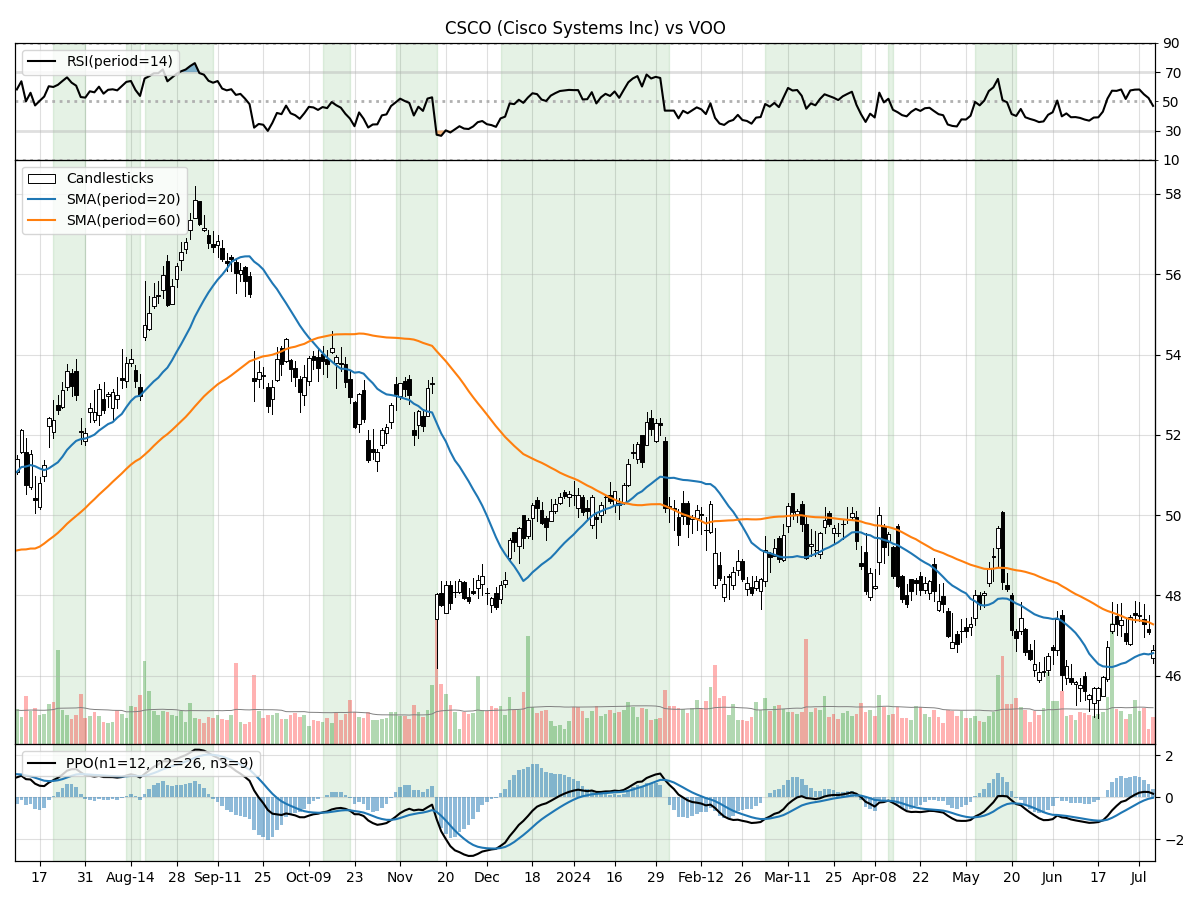 CSCO (Cisco Systems Inc) vs VOO
RSI(period=14)
90
70
50
30
10
Candlesticks
SMA(period=20)
SMA(period=60)
58
56
54
52
50
48
46
PPO(n1=12, n2=26, n3=9)
2
0
−2
17 31 Aug-14 28 Sep-11 25 Oct-09 23 Nov 20 Dec 18 2024 16 29 Feb-12 26 Mar-11 25 Apr-08 22 May 20 Jun 17 Jul